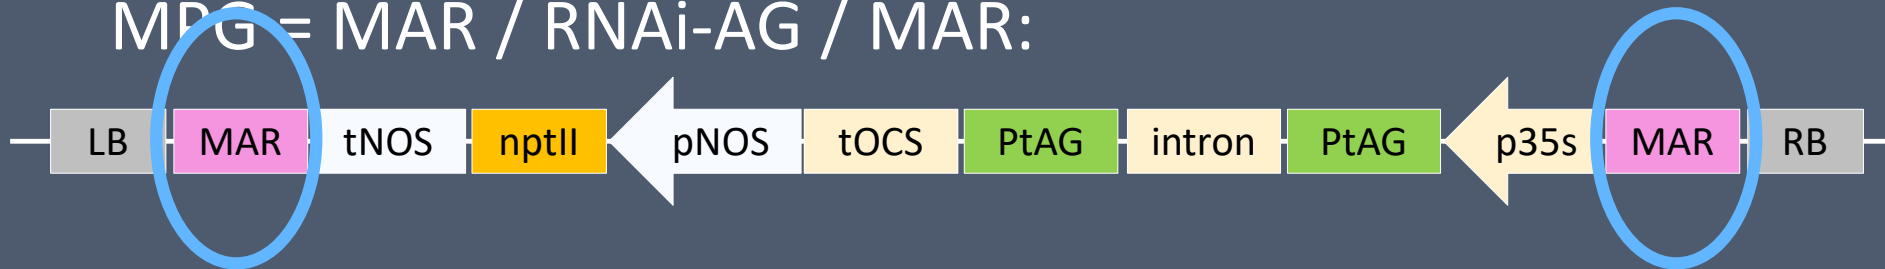 MPG = MAR / RNAi-AG / MAR:
LB MAR tNOS nptII pNOS tOCS PtAG intron PtAG p35s MAR RB